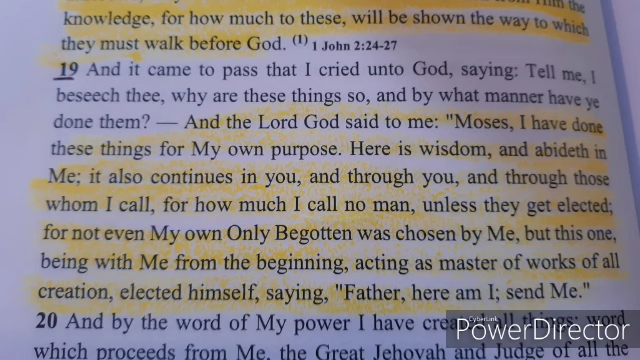 the
knowledge, for how much to these, will be shown the way to which
they must walk before God. (1) 1 John 2:24-27
19 And it came to pass that I cried unto God, saying: Tell me, I
beseech thee, why are these things so, and by what manner have ye
done them? — And the Lord God said to me: "Moses, I have done
these things for My own purpose. Here is wisdom, and abideth in
Me; it also continues in you, and through you, and through those
whom I call, for how much I call no man, unless they get elected;
for not even My own Only Begotten was chosen by Me, but this one,
being with Me from the beginning, acting as master of works of all
creation, elected himself, saying, "Father, here am I; send Me."
20 And by the word of My power I have all things: word
which proceeds from Me, the Great Jehovah and Judge of all the
CyberLink
PowerDirector